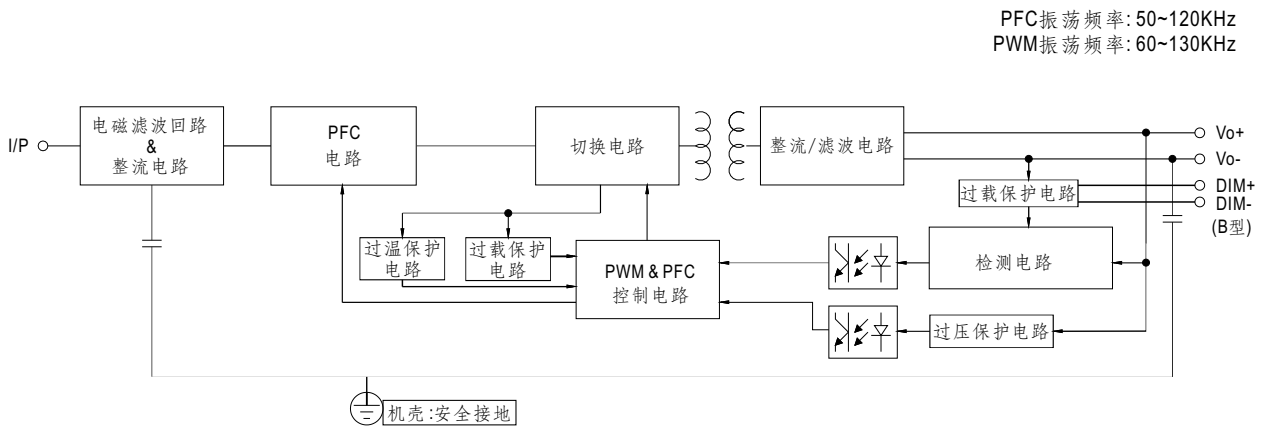 PFC振荡频率: 50~120KHz
PWM振荡频率: 60~130KHz
I/P
电磁滤波回路
&
整流电路
PFC
电路
切换电路
整流/滤波电路
Vo+
Vo-
DIM+
DIM-
(B型)
过载保护电路
过温保护
电路
过载保护
电路
PWM & PFC
控制电路
检测电路
过压保护电路
机壳:安全接地